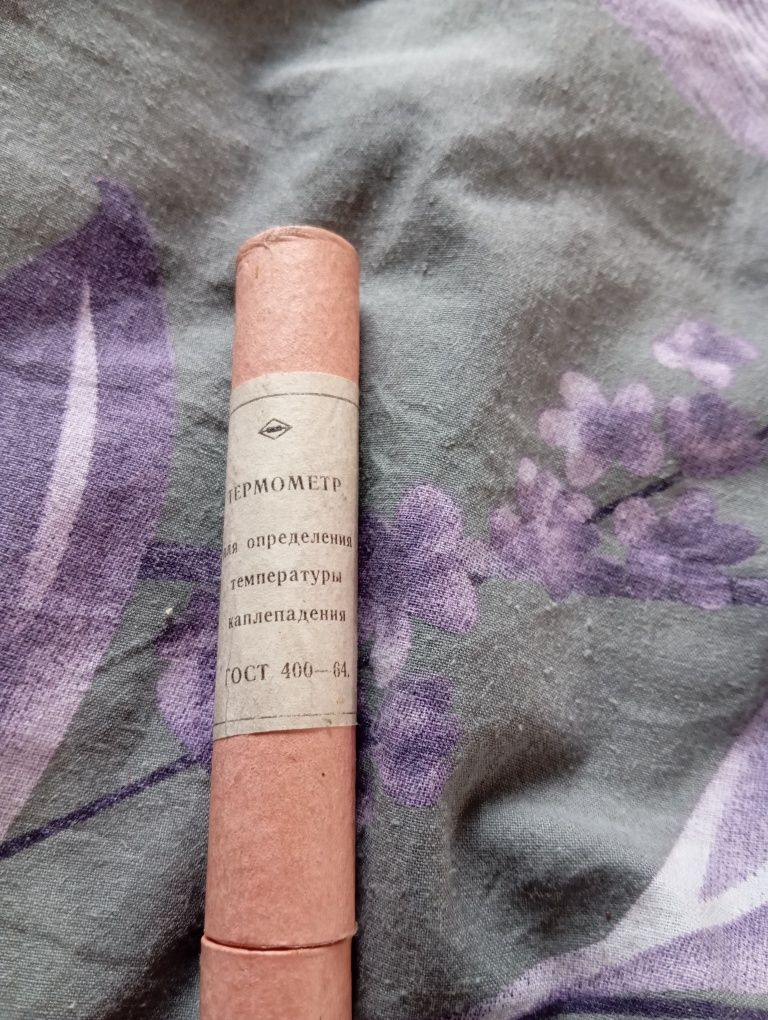 ТЕРМОМЕТР
для определения
температуры
каплепадения
ГОСТ 400—64.